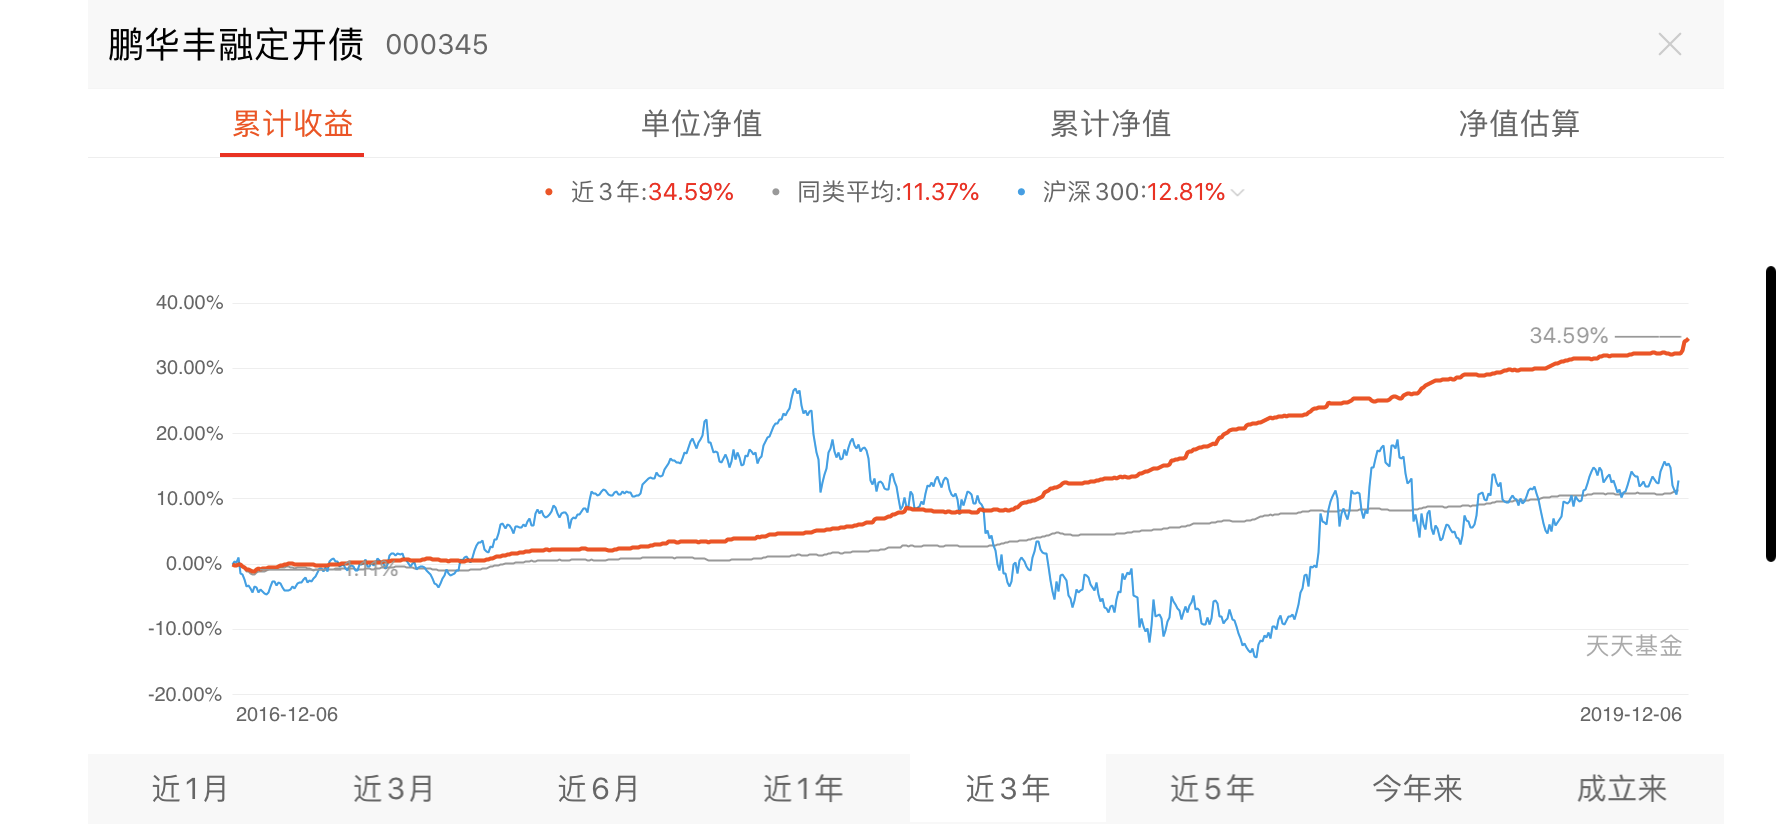 鹏华丰融定开债 000345
累计收益 单位净值 累计净值 净值估算
近3年:34.59% 同类平均:11.37% 沪深300:12.81%
40.00%
34.59%
30.00%
20.00%
10.00%
0.00%
-10.00%
天天基金
-20.00%
2016-12-06 2019-12-06
近1月 近3月 近6月 近1年 近3年 近5年 今年来 成立来